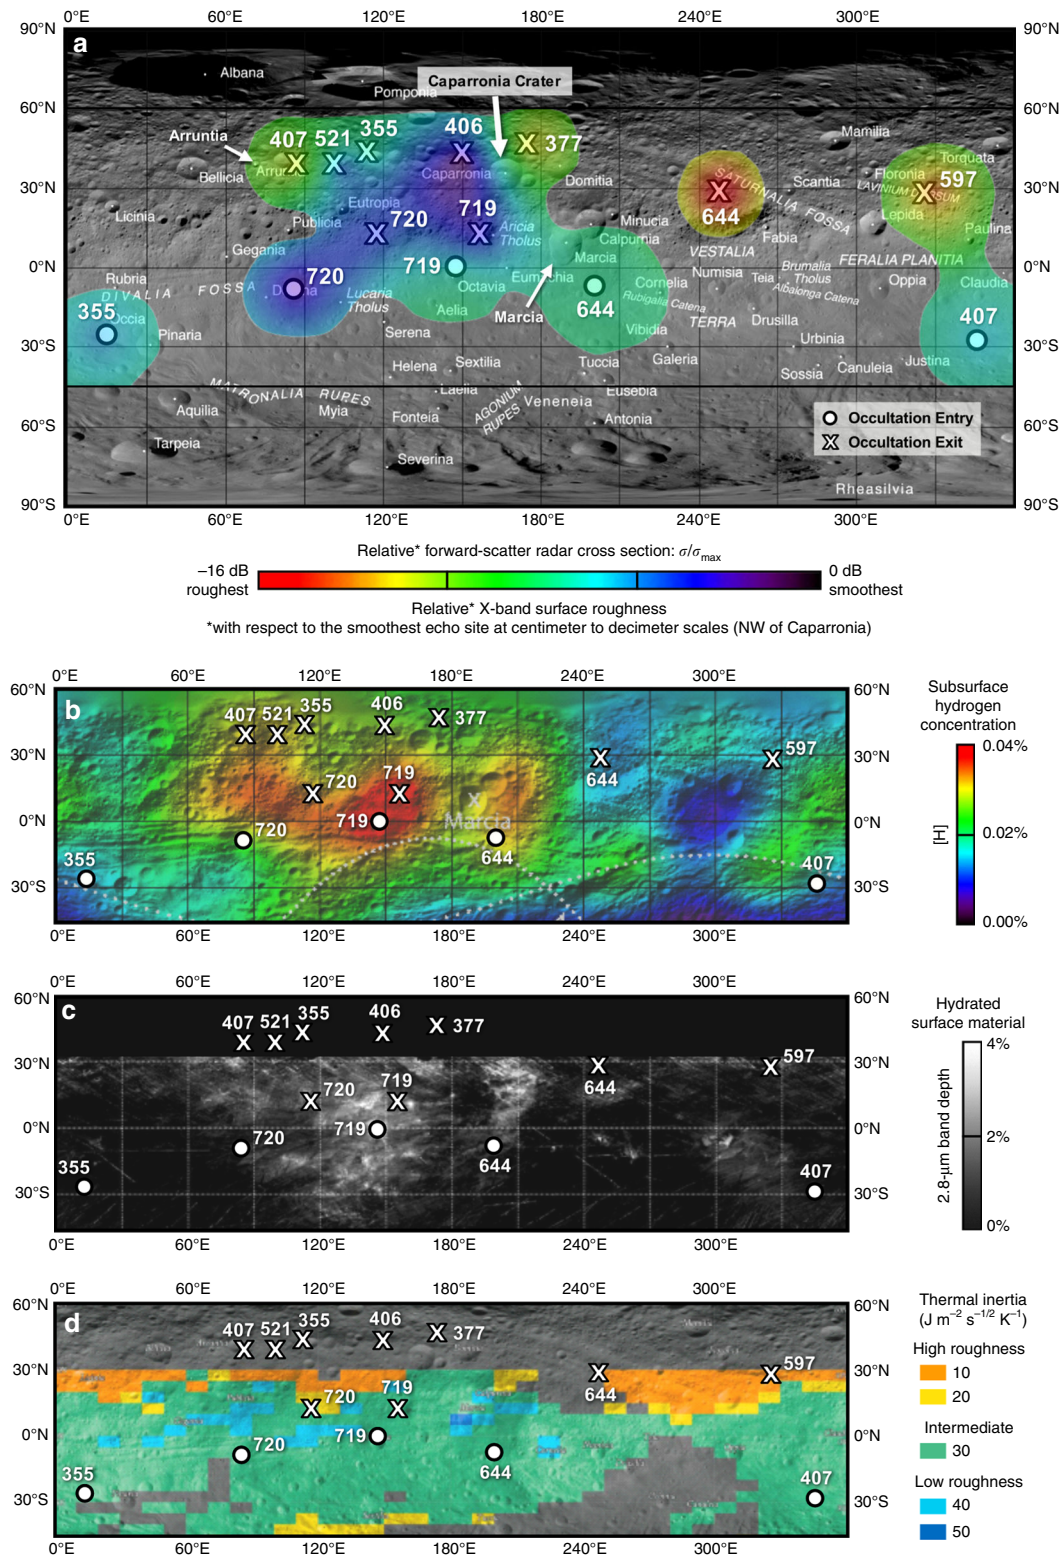 0°E 60°E 120°E 180°E 240°E 300°E
90°N a 90°N
Albana
Caparronia Crater
Pomponia
60°N 60°N
Arruntia 407 521 355 406 377 Mamilia
Torquata
Bellicia Caparronia Domitia Scantia Floronia 597
30°N 30°N
SATURNALIA FOSSA
Eutropia 644 Lepida
Licinia Publicia 720 719 Aricia Tholus Minucia
Gegania Calpurnia Fabia Paulina
Marcia VESTALIA FERALIA PLANITIA
0°N 719 0°N
Rubria 720 Eumachia Cornelia Numisia Teia Brumalia Tholus Oppia Claudia
DIVALIA FOSSA Lucaria Tholus Octavia Rubigalia Catena Albalonga Catena
355 Aelia Marcia 644 TERRA Drusilla 407
Occia Pinaria Serena Vibidia Urbinia
30°S 30°S
Helena Sextilia Tuccia Galeria Sossia Canuleia Justina
MATRONALIA RUPES Laelia Eusebia
Aquilia Myia Fonteia AGONIUM RUPES Veneneia Antonia
Occultation Entry
60°S 60°S
Tarpeia Severina Occultation Exit
Rheasilvia
90°S 90°S
0°E 60°E 120°E 180°E 240°E 300°E
Relative* forward-scatter radar cross section: σ/σmax
–16 dB 0 dB
roughest smoothest
Relative* X-band surface roughness
*with respect to the smoothest echo site at centimeter to decimeter scales (NW of Caparronia)
0°E 60°E 120°E 180°E 240°E 300°E
60°N b 60°N
407 521 355 406 377
30°N 644 597 30°N
720 719
0°N 719 Marcia 0°N
720 644
355 407
30°S 30°S
0°E 60°E 120°E 180°E 240°E 300°E
Subsurface
hydrogen
concentration
0.04%
[H] 0.02%
0.00%
0°E 60°E 120°E 180°E 240°E 300°E
60°N c 60°N
407 521 355 406 377
30°N 644 597 30°N
720 719
0°N 719 0°N
720 644
355 407
30°S 30°S
0°E 60°E 120°E 180°E 240°E 300°E
Hydrated
surface material
4%
2.8-μm band depth 2%
0%
0°E 60°E 120°E 180°E 240°E 300°E
60°N d 60°N
407 521 355 406 377
30°N 644 597 30°N
720 719
0°N 719 0°N
720 644
355 407
30°S 30°S
0°E 60°E 120°E 180°E 240°E 300°E
Thermal inertia
(J m–2 s–1/2 K–1)
High roughness
10
20
Intermediate
30
Low roughness
40
50